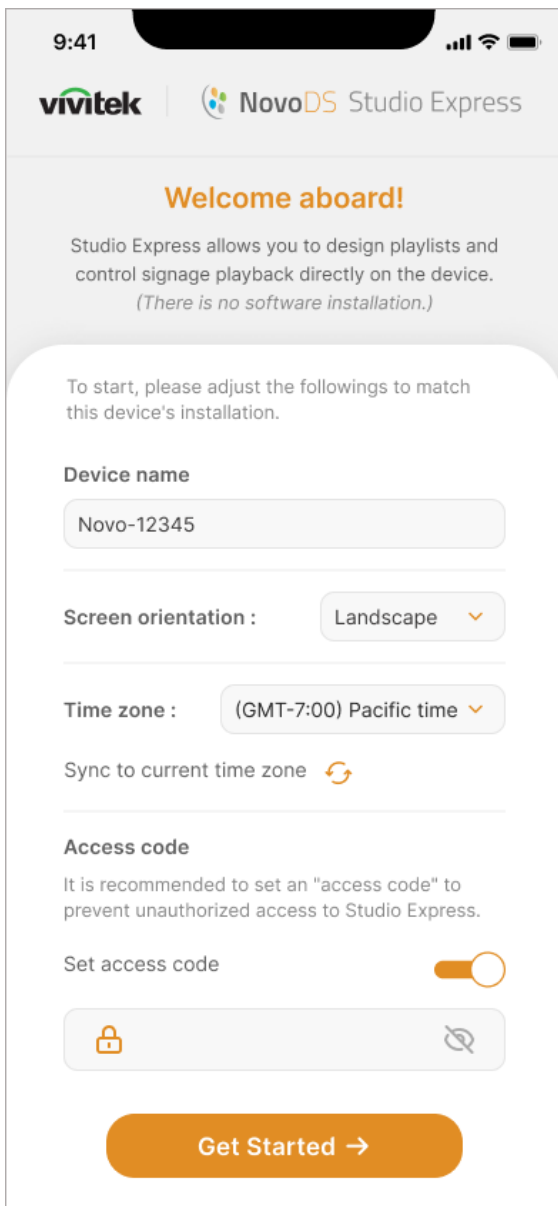 9:41
vivitek NovoDS Studio Express
Welcome aboard!
Studio Express allows you to design playlists and
control signage playback directly on the device.
(There is no software installation.)
To start, please adjust the followings to match
this device's installation.
Device name
Novo-12345
Screen orientation : Landscape
Time zone : (GMT-7:00) Pacific time
Sync to current time zone
Access code
It is recommended to set an "access code" to
prevent unauthorized access to Studio Express.
Set access code
Get Started →